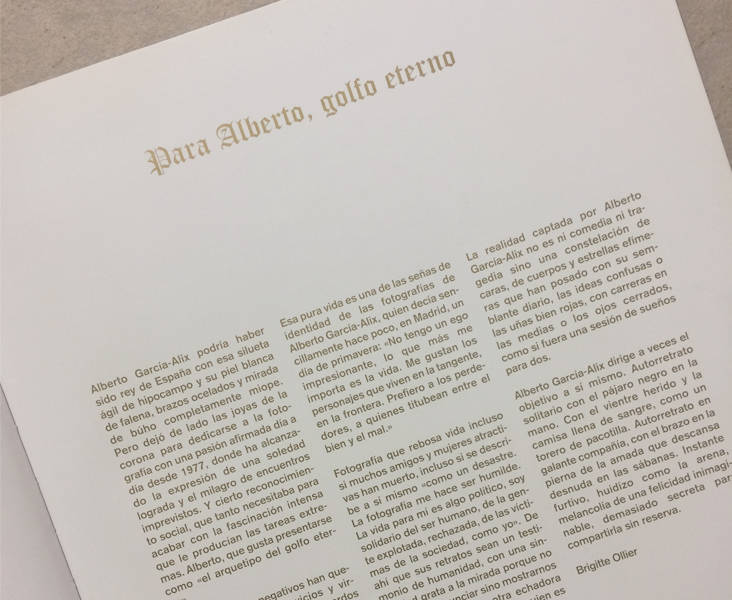 Para Alberto, golfo eterno
Alberto García-Alix podría haber
sido rey de España con esa silueta
ágil de hipocampo y su piel blanca
de falena, brazos ocelados y mirada
de búho completamente miope.
Pero dejó de lado las joyas de la
corona para dedicarse a la foto-
grafía con una pasión afirmada día a
día desde 1977, donde ha alcanza-
do la expresión de una soledad
lograda y el milagro de encuentros
imprevistos. Y cierto reconocimien-
to social, que tanto necesitaba para
acabar con la fascinación intensa
que le producían las tareas extre-
mas. Alberto, que gusta presentarse
como «el arquetipo del golfo eter-
negativos han que-
Esa pura vida es una de las señas de
identidad de las fotografías de
Alberto García-Alix, quien decía sen-
cillamente hace poco, en Madrid, un
día de primavera: «No tengo un ego
impresionante, lo que más me
importa es la vida. Me gustan los
personajes que viven en la tangente,
en la frontera. Prefiero a los perde-
dores, a quienes titubean entre el
bien y el mal.»
Fotografía que rebosa vida incluso
si muchos amigos y mujeres atracti-
vas han muerto, incluso si se descri-
be a sí mismo «como un desastre.
La fotografía me hace ser humilde.
La vida para mí es algo político, soy
solidario del ser humano, de la gen-
te explotada, rechazada, de las vícti-
mas de la sociedad, como yo». De
ahí que sus retratos sean un testi-
monio de humanidad, con una sin-
grata a la mirada porque no
sino mostrarnos
otra echadora
La realidad captada por Alberto
García-Alix no es ni comedia ni tra-
gedia sino una constelación de
caras, de cuerpos y estrellas efíme-
ras que han posado con su sem-
blante diario, las ideas confusas o
las uñas bien rojas, con carreras en
las medias o los ojos cerrados,
como si fuera una sesión de sueños
para dos.
Alberto García-Alix dirige a veces el
objetivo a sí mismo. Autorretrato
solitario con el pájaro negro en la
mano. Con el vientre herido y la
camisa llena de sangre, como un
torero de pacotilla. Autorretrato en
galante compañía, con el brazo en la
pierna de la amada que descansa
desnuda en las sábanas. Instante
furtivo, huidizo como la arena,
melancolía de una felicidad inimagi-
nable, demasiado secreta par
compartirla sin reserva.
Brigitte Ollier